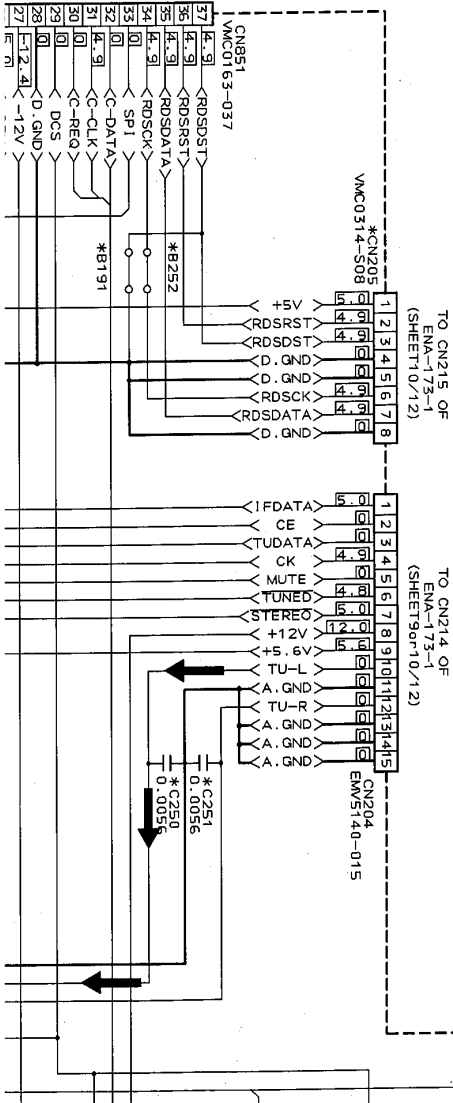 CN851
VMC0163-037
37 4.9 RDSDST
36 4.9 RDSRST
35 4.9 RDSDATA
34 4.9 RDSCK
33 0 SPI
32 0 C-DATA
31 4.9 C-CLK
30 0 C-REQ
29 0 DCS
28 0 D.GND
27 -12.4 -12V
*B252
*B191
TO CN215 OF
ENA-173-1
(SHEET10/12)
*CN205
VMC0314-S08
+5V 5.0 1
RDSRST 4.9 2
RDSDST 4.9 3
D.GND 0 4
D.GND 0 5
RDSCK 4.9 6
RDSDATA 4.9 7
D.GND 0 8
TO CN214 OF
ENA-173-1
(SHEET9or10/12)
IFDATA 5.0 1
CE 0 2
TUDATA 0 3
CK 4.9 4
MUTE 0 5
TUNED 4.8 6
STEREO 5.0 7
+12V 12.0 8
+5.6V 5.6 9
TU-L 0 10
A.GND 0 11
TU-R 0 12
A.GND 0 13
A.GND 0 14
A.GND 0 15
CN204
EMV5140-015
*C251
0.0056
*C250
0.0056